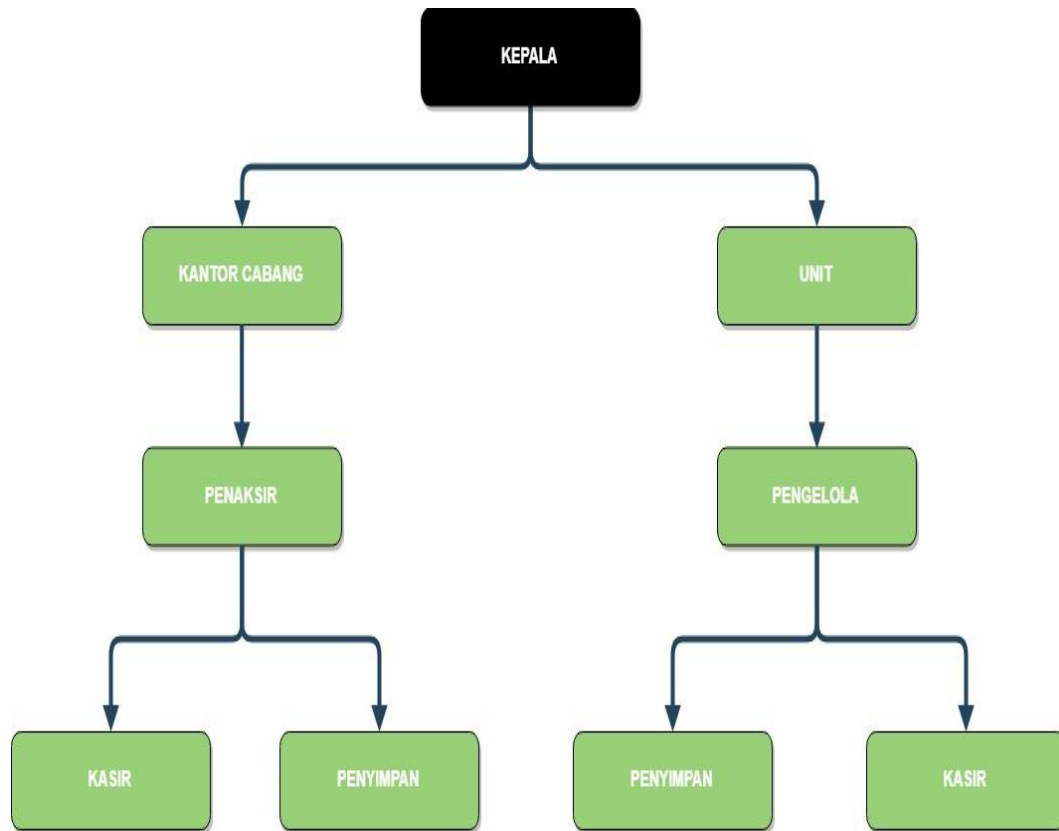 KEPALA
KANTOR CABANG
UNIT
PENAKSIR
PENGELOLA
KASIR
PENYIMPAN
PENYIMPAN
KASIR